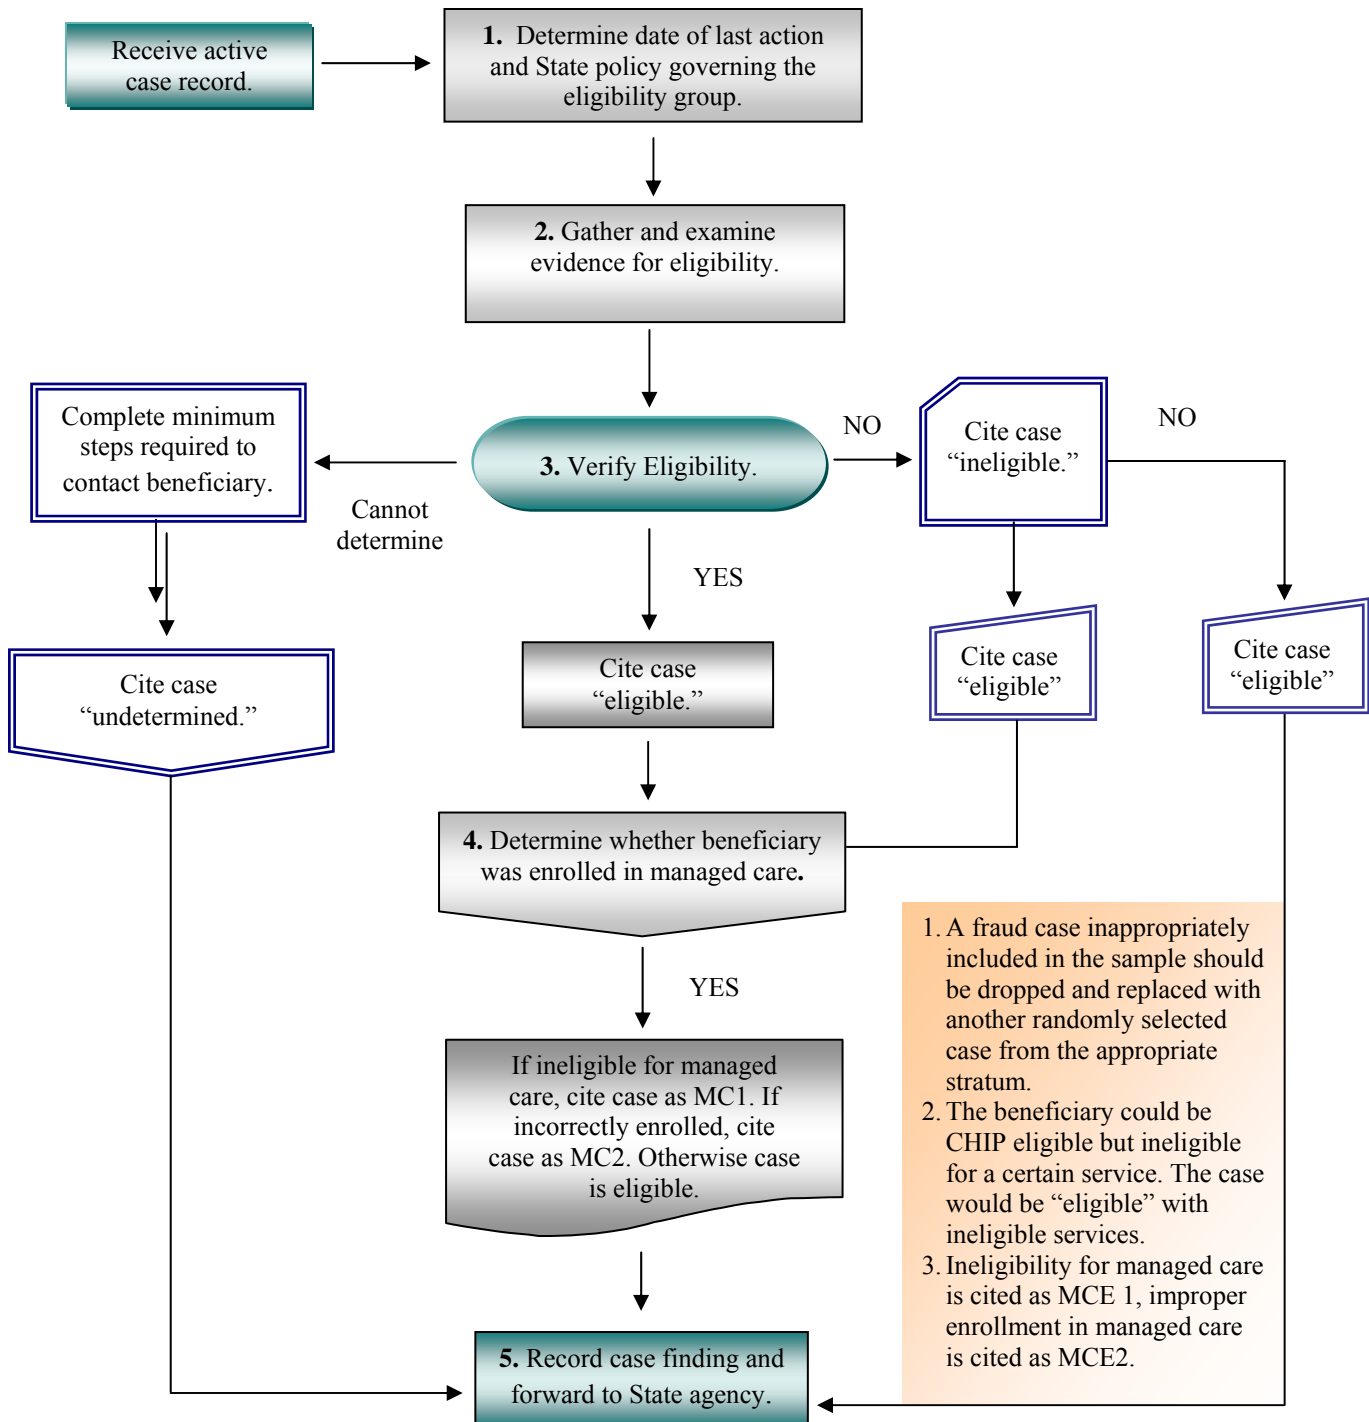 Receive active
case record.
1. Determine date of last action
and State policy governing the
eligibility group.
2. Gather and examine
evidence for eligibility.
Complete minimum
steps required to
contact beneficiary.
3. Verify Eligibility.
NO
Cite case
“ineligible.”
NO
Cannot
determine
YES
Cite case
“undetermined.”
Cite case
“eligible.”
Cite case
“eligible”
Cite case
“eligible”
4. Determine whether beneficiary
was enrolled in managed care.
YES
If ineligible for managed
care, cite case as MC1. If
incorrectly enrolled, cite
case as MC2. Otherwise case
is eligible.
1. A fraud case inappropriately
included in the sample should
be dropped and replaced with
another randomly selected
case from the appropriate
stratum.
2. The beneficiary could be
CHIP eligible but ineligible
for a certain service. The case
would be “eligible” with
ineligible services.
3. Ineligibility for managed care
is cited as MCE 1, improper
enrollment in managed care
is cited as MCE2.
5. Record case finding and
forward to State agency.